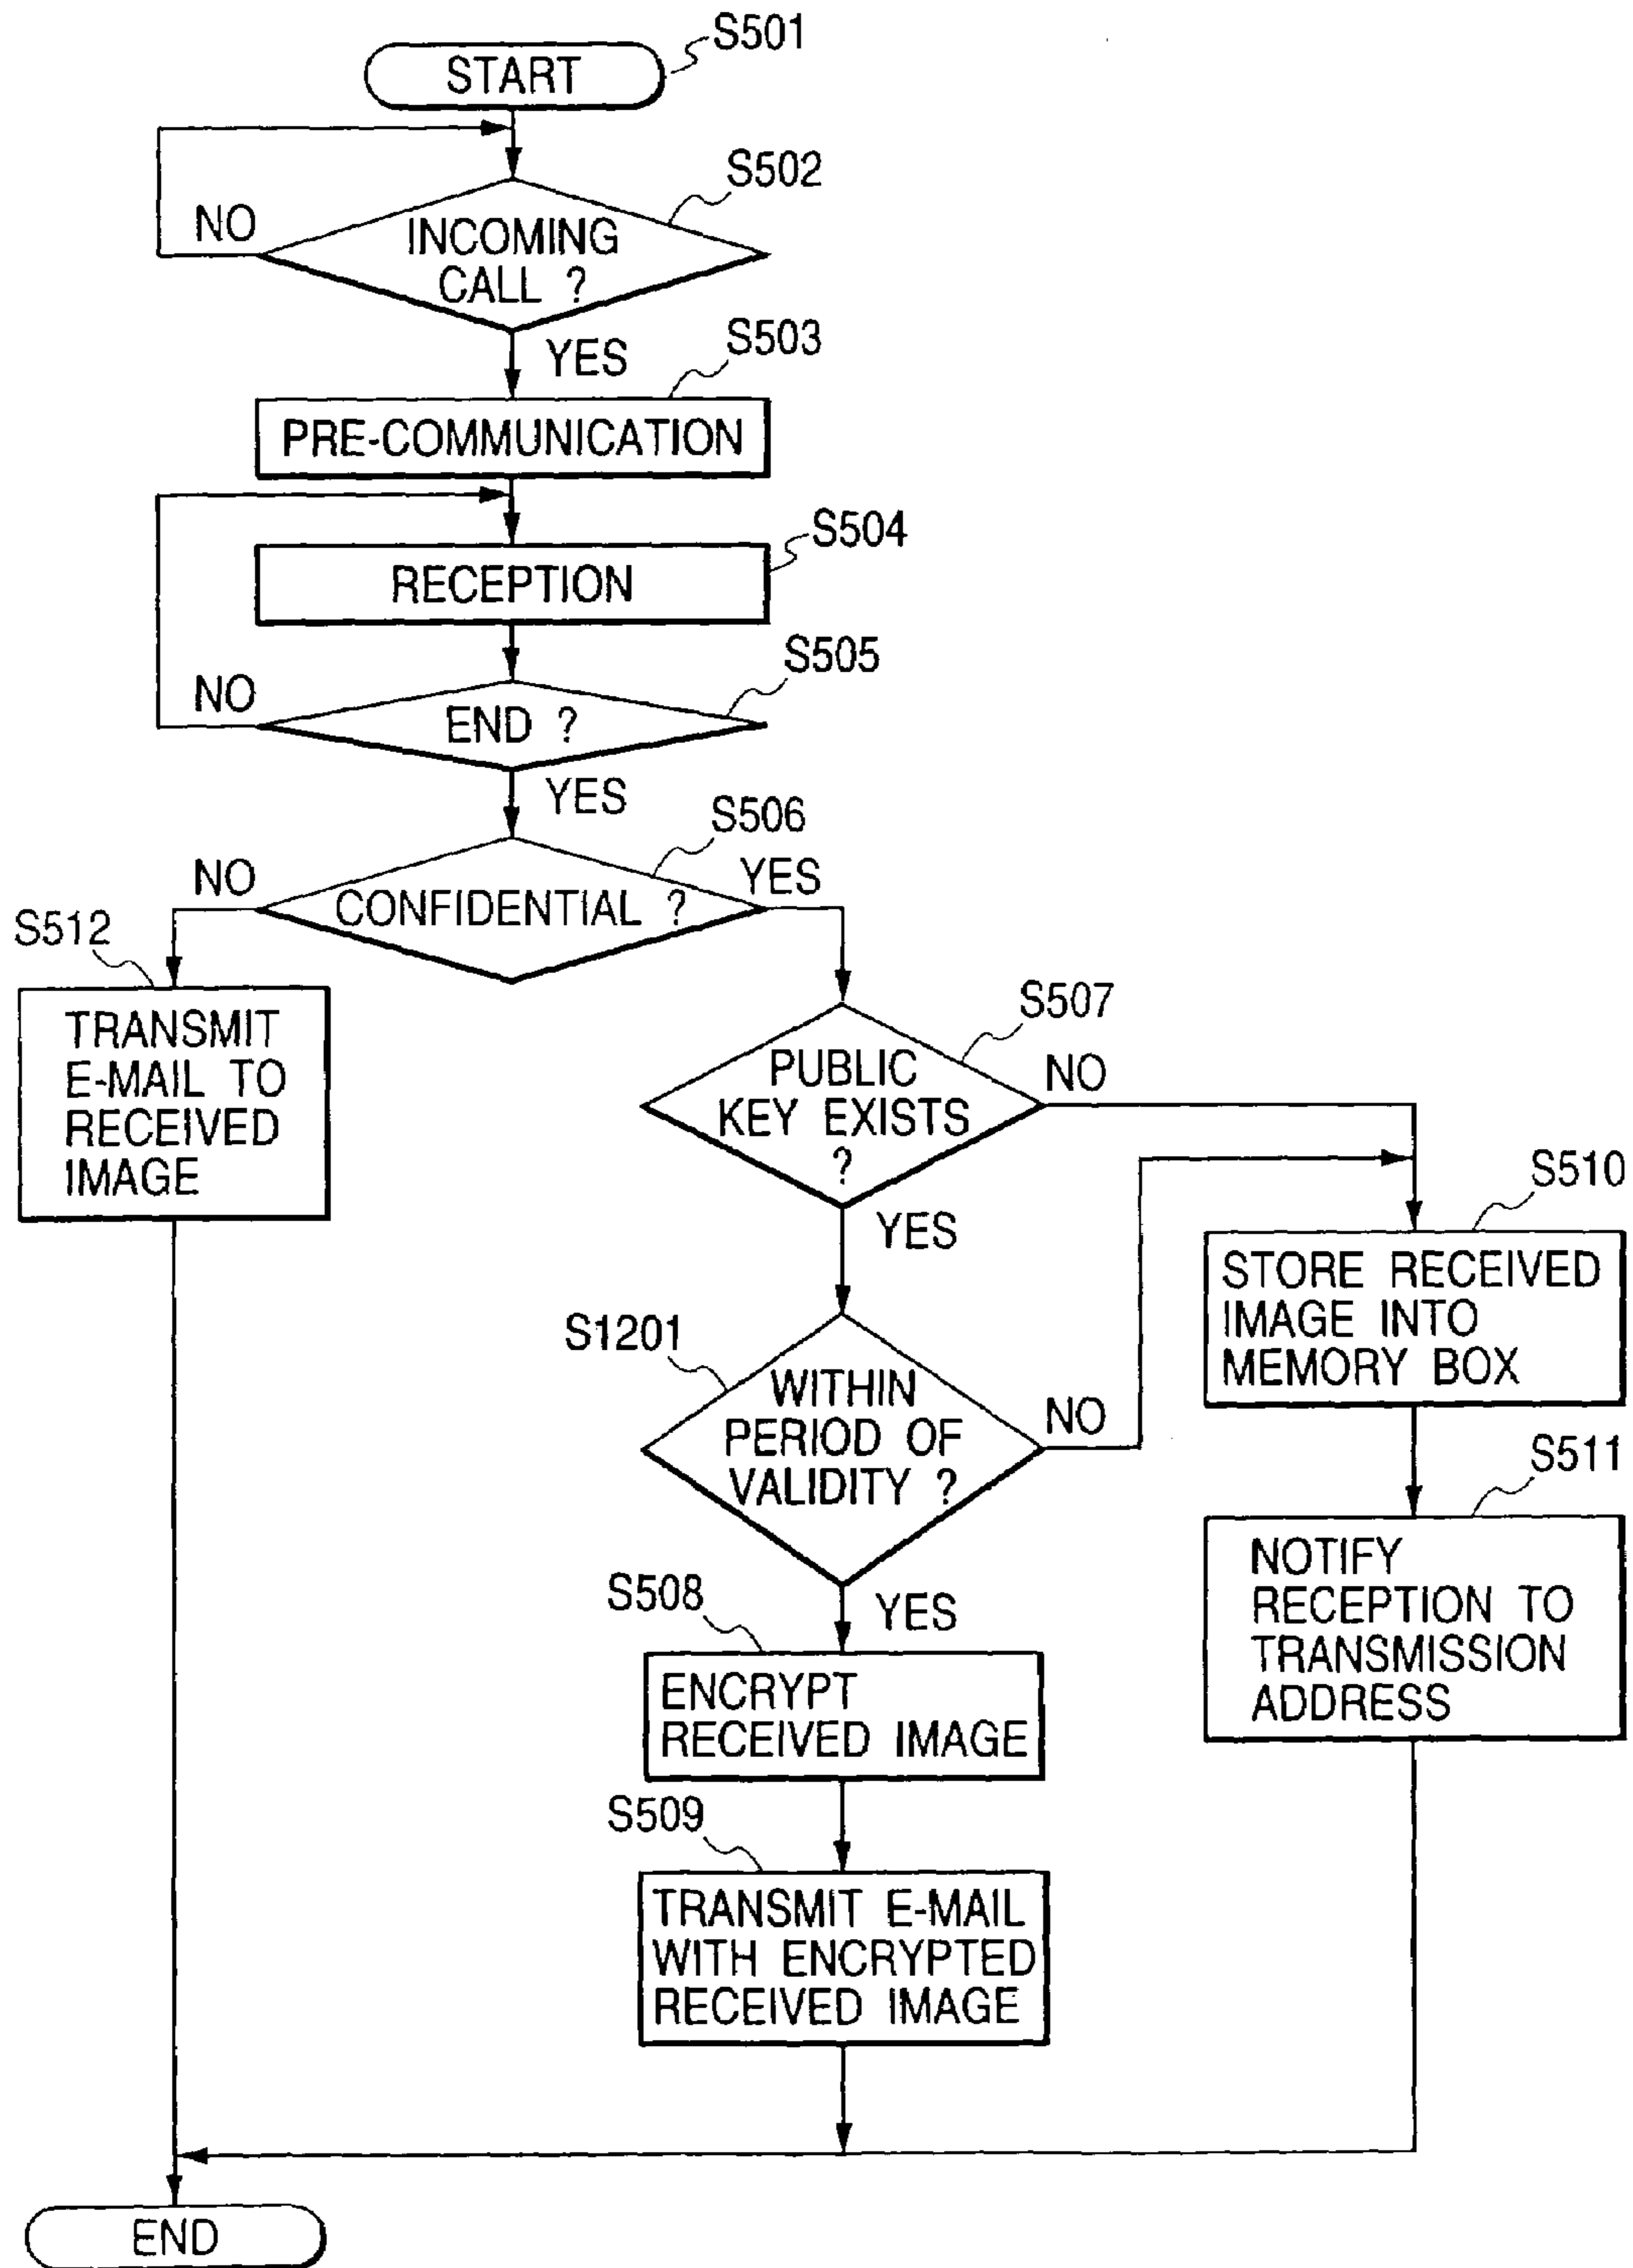 S501
START
S502
NO
INCOMING
CALL ?
YES
S503
PRE-COMMUNICATION
S504
RECEPTION
S505
NO
END ?
YES
S506
NO
YES
CONFIDENTIAL ?
S512
TRANSMIT
E-MAIL TO
RECEIVED
IMAGE
S507
PUBLIC
KEY EXISTS
?
NO
YES
S510
STORE RECEIVED
IMAGE INTO
MEMORY BOX
S1201
WITHIN
PERIOD OF
VALIDITY ?
NO
YES
S511
NOTIFY
RECEPTION TO
TRANSMISSION
ADDRESS
S508
ENCRYPT
RECEIVED IMAGE
S509
TRANSMIT E-MAIL
WITH ENCRYPTED
RECEIVED IMAGE
END